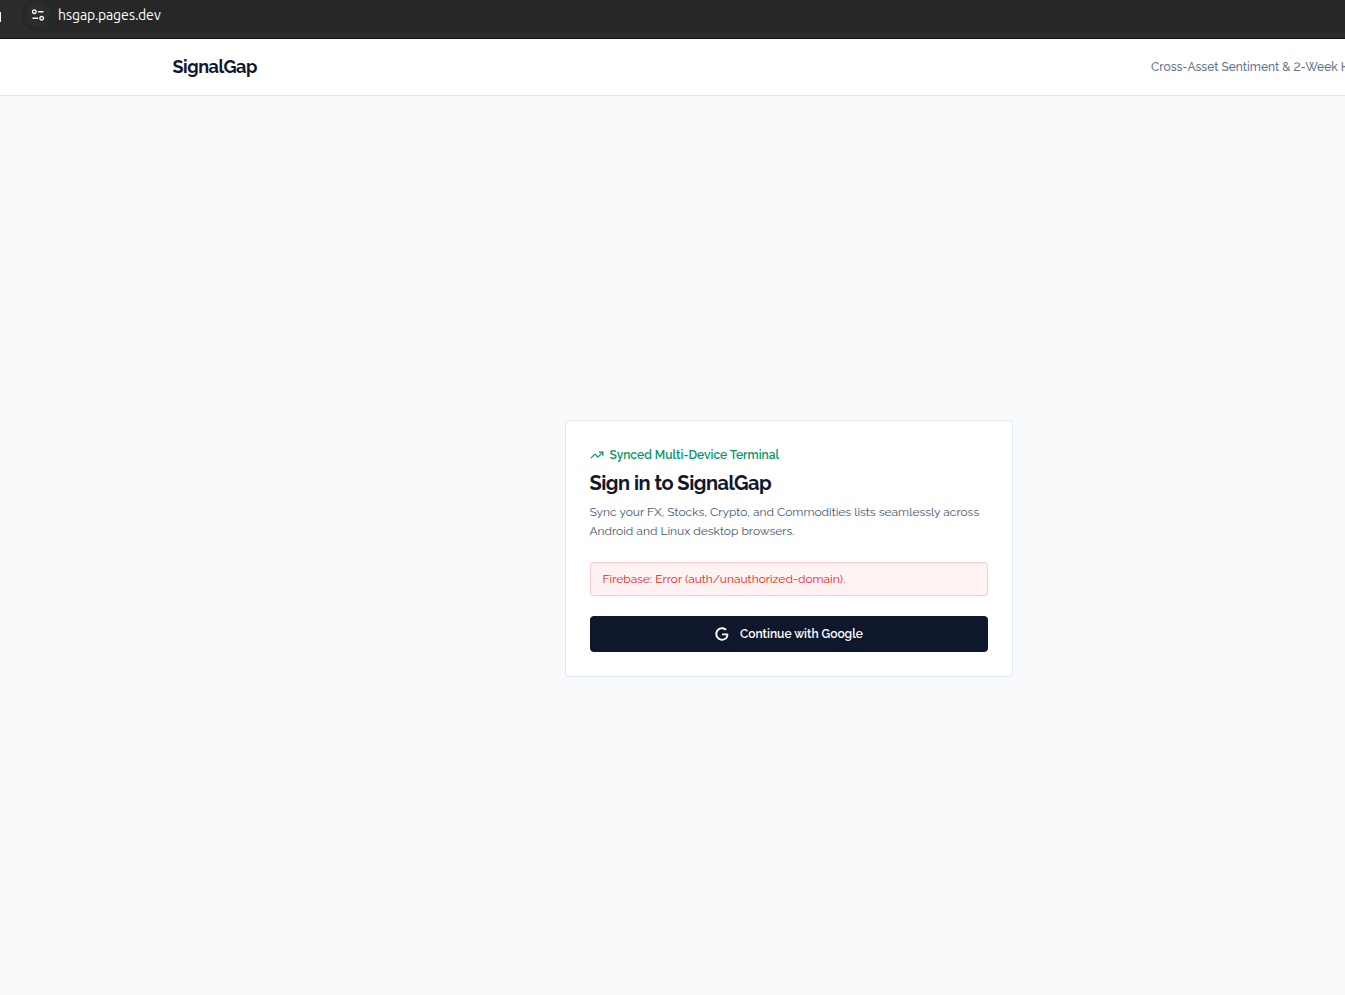 hsgap.pages.dev
SignalGap
Cross-Asset Sentiment & 2-Week
Synced Multi-Device Terminal
Sign in to SignalGap
Sync your FX, Stocks, Crypto, and Commodities lists seamlessly across
Android and Linux desktop browsers.
Firebase: Error (auth/unauthorized-domain).
Continue with Google